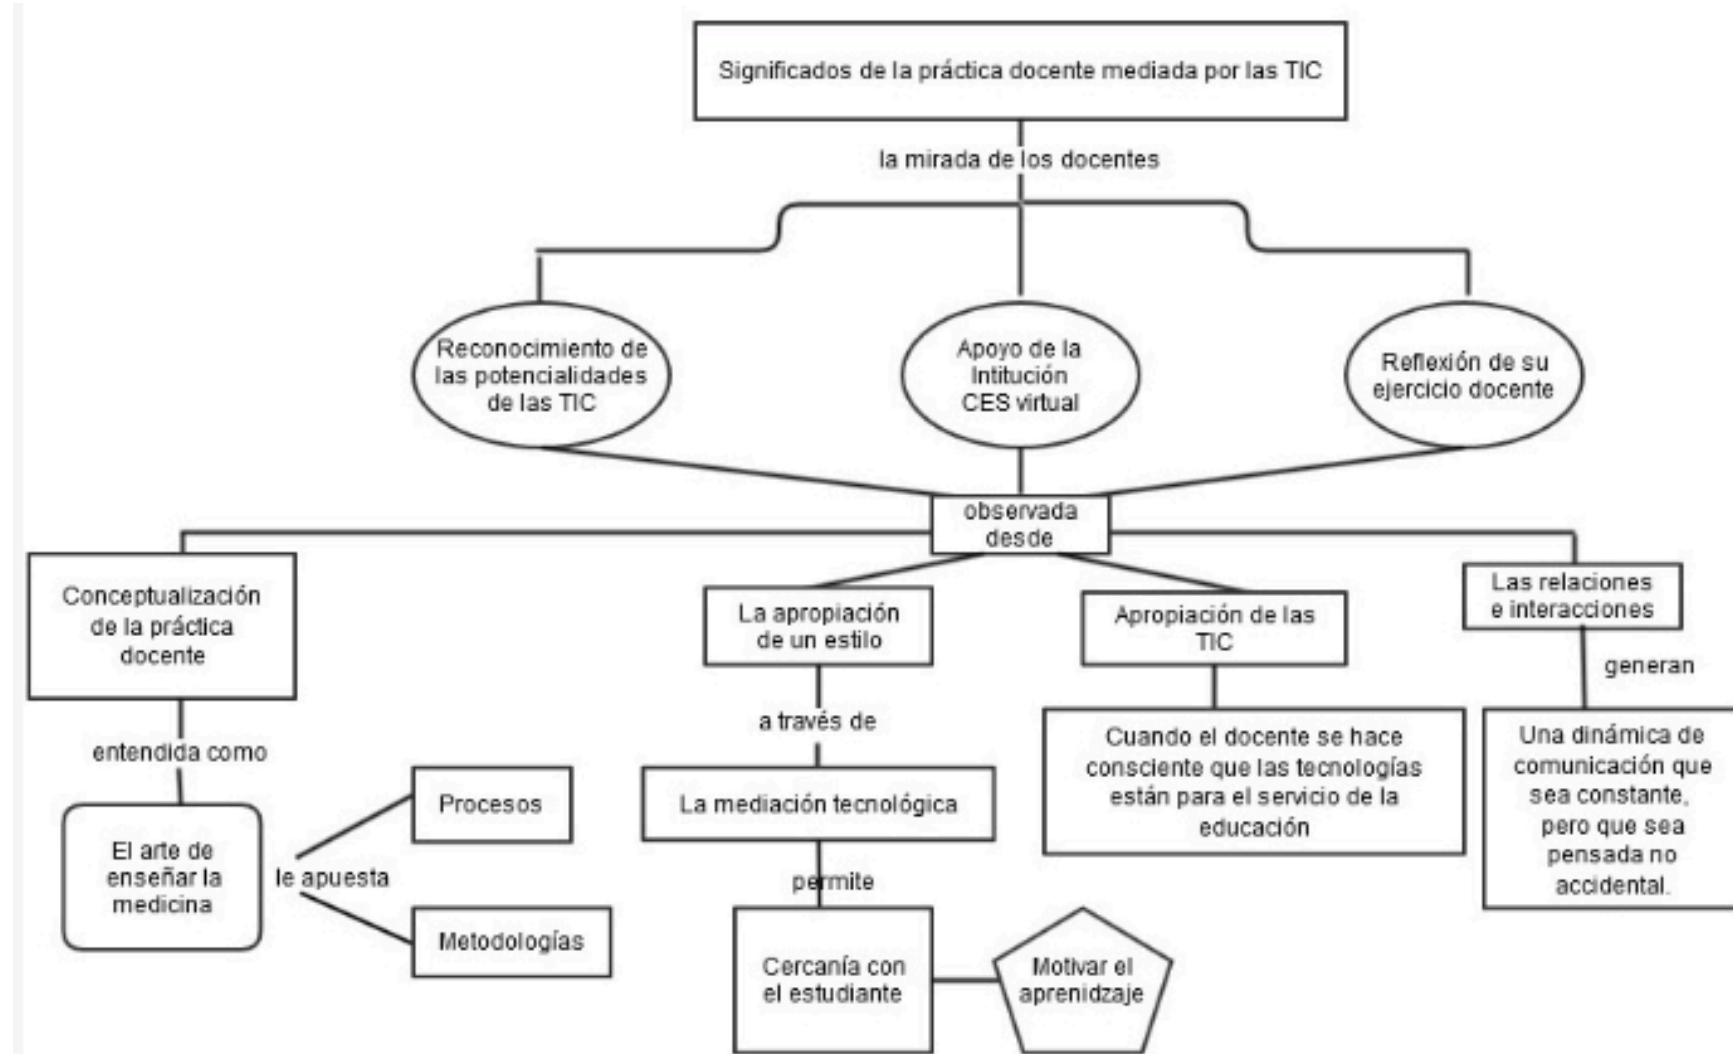 Significados de la práctica docente mediada por las TIC
la mirada de los docentes
Reconocimiento de
las potencialidades
de las TIC
Apoyo de la
Intitución
CES virtual
Reflexión de su
ejercicio docente
observada
desde
Conceptualización
de la práctica
docente
La apropiación
de un estilo
Apropiación de las
TIC
Las relaciones
e interacciones
entendida como
a través de
generan
El arte de
enseñar la
medicina
le apuesta
Procesos
Metodologías
La mediación tecnológica
permite
Cercanía con
el estudiante
Motivar el
aprenidzaje
Cuando el docente se hace
consciente que las tecnologías
están para el servicio de la
educación
Una dinámica de
comunicación que
sea constante,
pero que sea
pensada no
accidental.